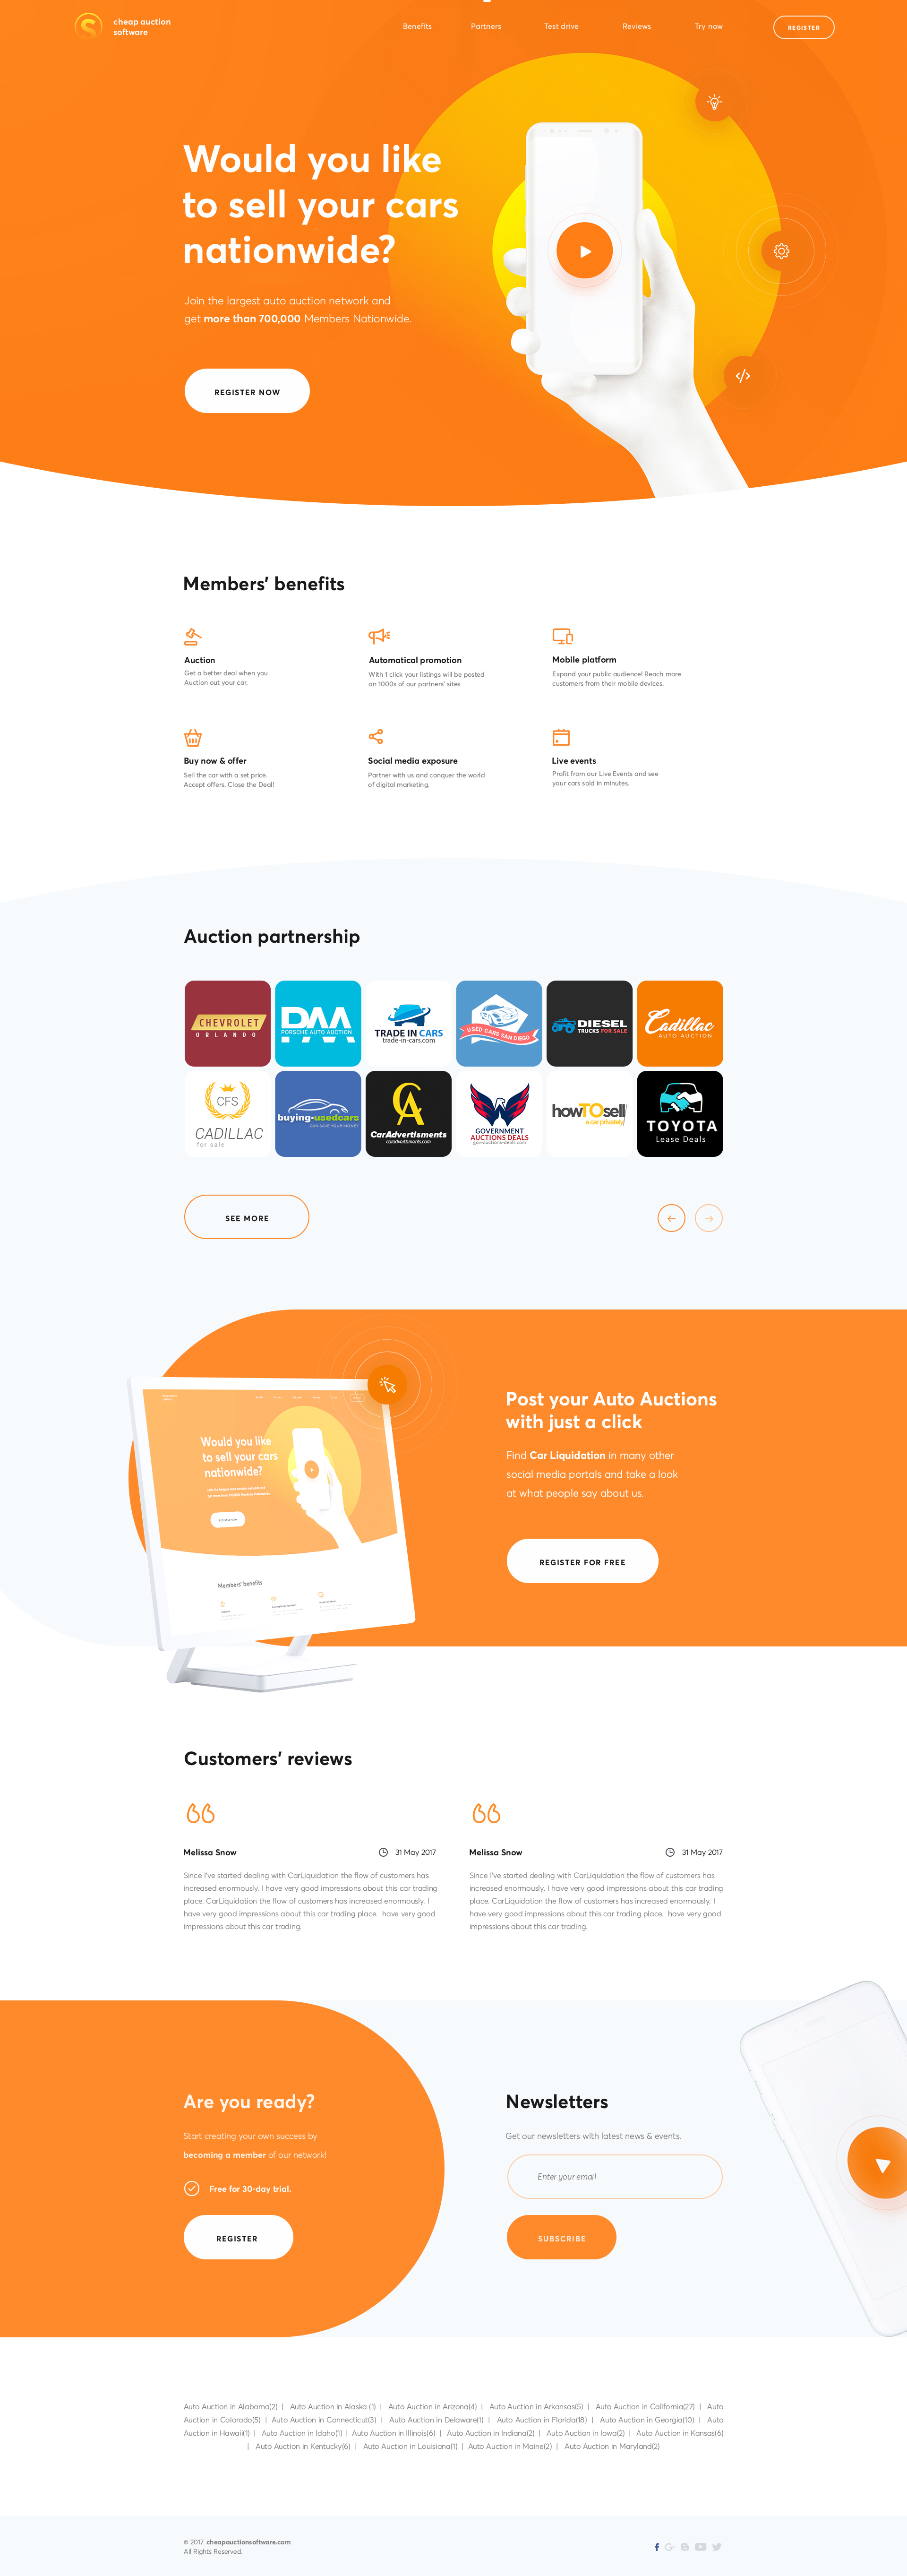 cheap auction
software
Benefits
Partners
Test drive
Reviews
Try now
REGISTER
Would you like
to sell your cars
nationwide?
Join the largest auto auction network and
get more than 700,000 Members Nationwide.
REGISTER NOW
Members' benefits
Auction
Get a better deal when you
Auction out your car.
Automatical promotion
With 1 click your listings will be posted
on 1000s of our partners' sites
Mobile platform
Expand your public audience! Reach more
customers from their mobile devices.
Buy now & offer
Sell the car with a set price.
Accept offers. Close the Deal!
Social media exposure
Partner with us and conquer the world
of digital marketing.
Live events
Profit from our Live Events and see
your cars sold in minutes.
Auction partnership
CHEVROLET
ORLANDO
PAA
PORSCHE AUTO AUCTION
TRADE IN CARS
trade-in-cars.com
USED CARS SAN DIEGO
DIESEL
TRUCKS FOR SALE
Cadillac
AUTO AUCTION
CFS
CADILLAC
for sale
buying-usedcars
CAN SAVE YOUR MONEY
CA
CarAdvertisments
caradvertisments.com
GOVERNMENT
AUCTIONS DEALS
gov-auctions-deals.com
howTOsell
a car privately
TOYOTA
Lease Deals
SEE MORE
Would you like
to sell your cars
nationwide?
Members' benefits
Post your Auto Auctions
with just a click
Find Car Liquidation in many other
social media portals and take a look
at what people say about us.
REGISTER FOR FREE
Customers' reviews
Melissa Snow
31 May 2017
Since I've started dealing with CarLiquidation the flow of customers has
increased enormously. I have very good impressions about this car trading
place. CarLiquidation the flow of customers has increased enormously. I
have very good impressions about this car trading place. have very good
impressions about this car trading.
Melissa Snow
31 May 2017
Since I've started dealing with CarLiquidation the flow of customers has
increased enormously. I have very good impressions about this car trading
place. CarLiquidation the flow of customers has increased enormously. I
have very good impressions about this car trading place. have very good
impressions about this car trading.
Are you ready?
Start creating your own success by
becoming a member of our network!
Free for 30-day trial.
REGISTER
Newsletters
Get our newsletters with latest news & events.
Enter your email
SUBSCRIBE
Auto Auction in Alabama(2) | Auto Auction in Alaska (1) | Auto Auction in Arizona(4) | Auto Auction in Arkansas(5) | Auto Auction in California(27) | Auto
Auction in Colorado(5) | Auto Auction in Connecticut(3) | Auto Auction in Delaware(1) | Auto Auction in Florida(18) | Auto Auction in Georgia(10) | Auto
Auction in Hawaii(1) | Auto Auction in Idaho(1) | Auto Auction in Illinois(6) | Auto Auction in Indiana(2) | Auto Auction in Iowa(2) | Auto Auction in Kansas(6)
| Auto Auction in Kentucky(6) | Auto Auction in Louisiana(1) | Auto Auction in Maine(2) | Auto Auction in Maryland(2)
© 2017. cheapauctionsoftware.com
All Rights Reserved.